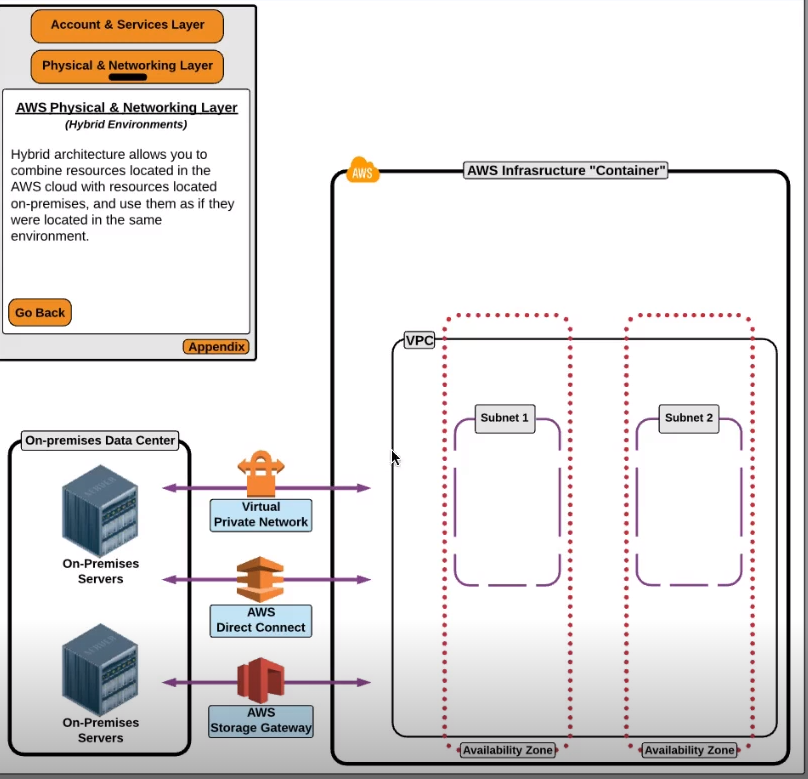 Account & Services Layer
Physical & Networking Layer
AWS Physical & Networking Layer
(Hybrid Environments)
Hybrid architecture allows you to
combine resources located in the
AWS cloud with resources located
on-premises, and use them as if they
were located in the same
environment.
Go Back
Appendix
AWS
AWS Infrasructure "Container"
VPC
Subnet 1
Subnet 2
On-premises Data Center
SERVER
On-Premises
Servers
Virtual
Private Network
AWS
Direct Connect
SERVER
On-Premises
Servers
AWS
Storage Gateway
Availability Zone
Availability Zone